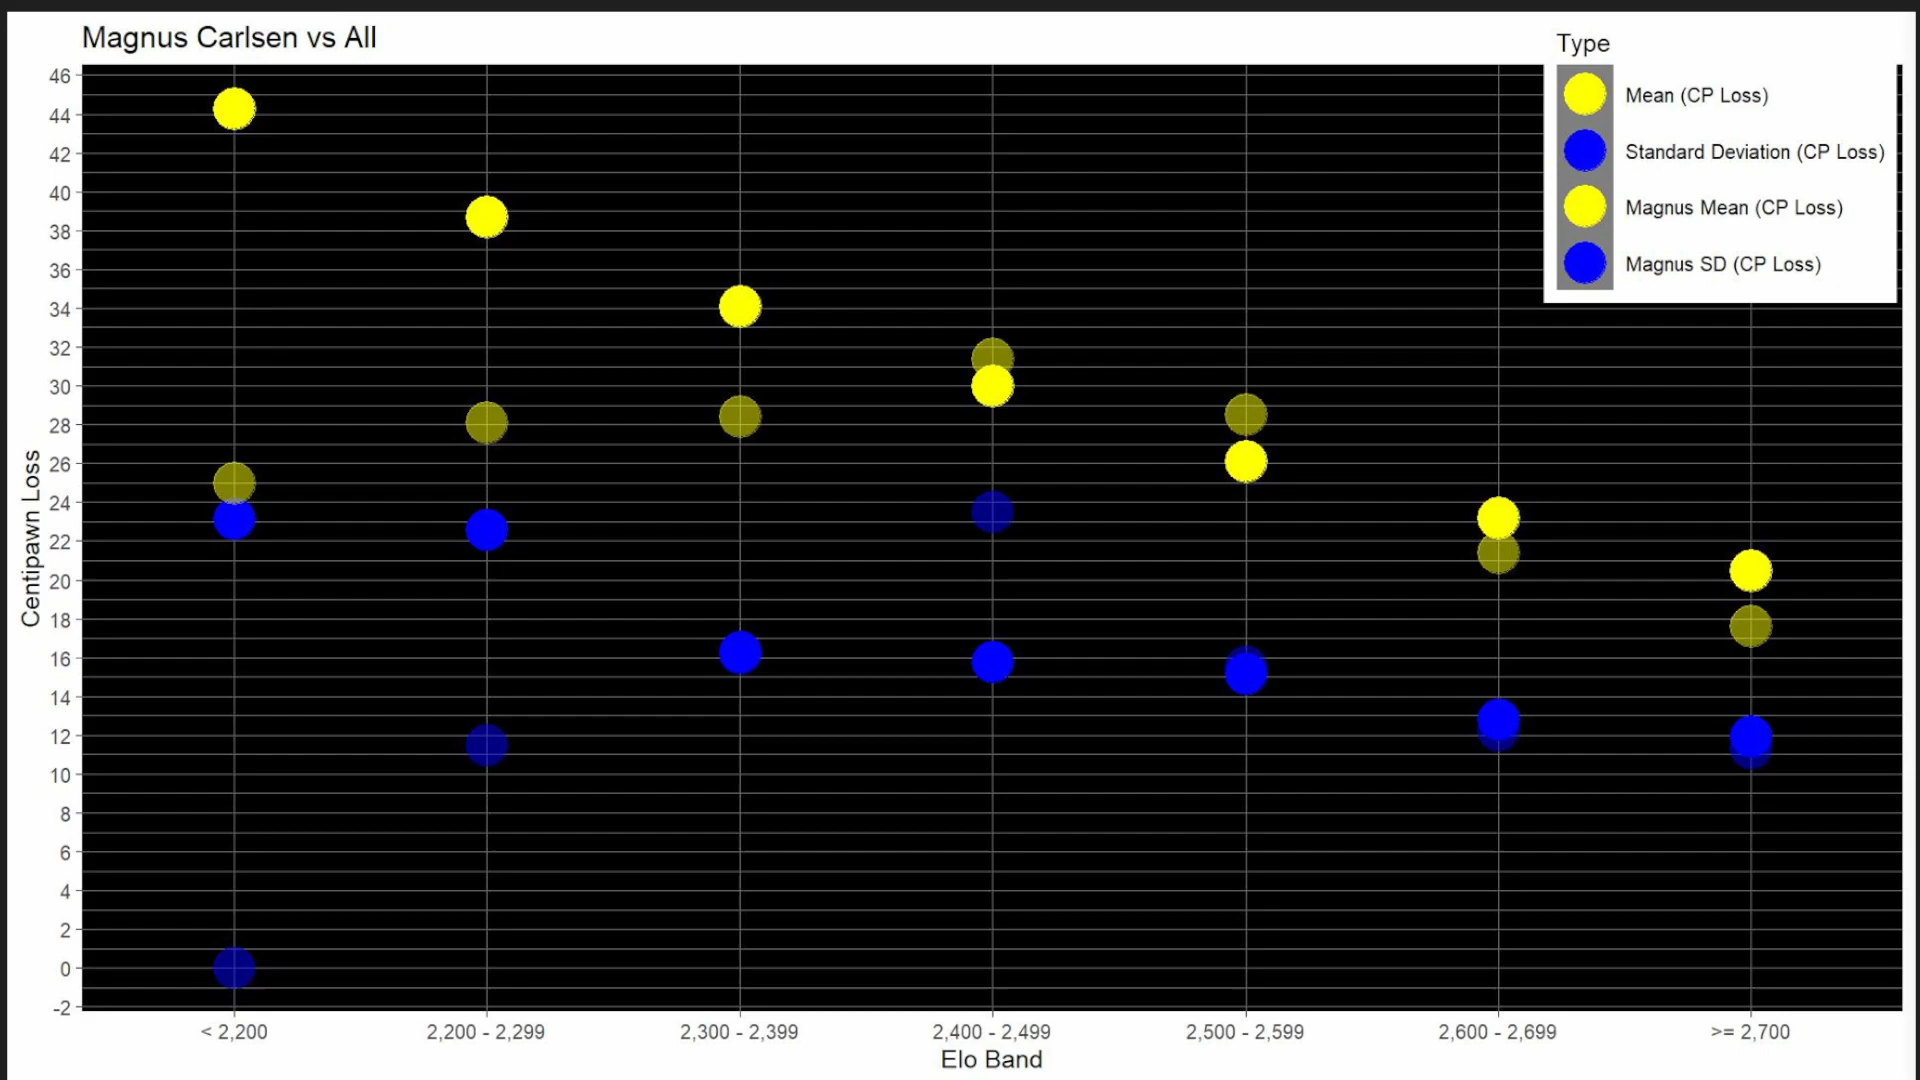 Magnus Carlsen vs All
Type
Mean (CP Loss)
Standard Deviation (CP Loss)
Magnus Mean (CP Loss)
Magnus SD (CP Loss)
Centipawn Loss
46
44
42
40
38
36
34
32
30
28
26
24
22
20
18
16
14
12
10
8
6
4
2
0
-2
< 2,200 2,200 - 2,299 2,300 - 2,399 2,400 - 2,499 2,500 - 2,599 2,600 - 2,699 >= 2,700
Elo Band